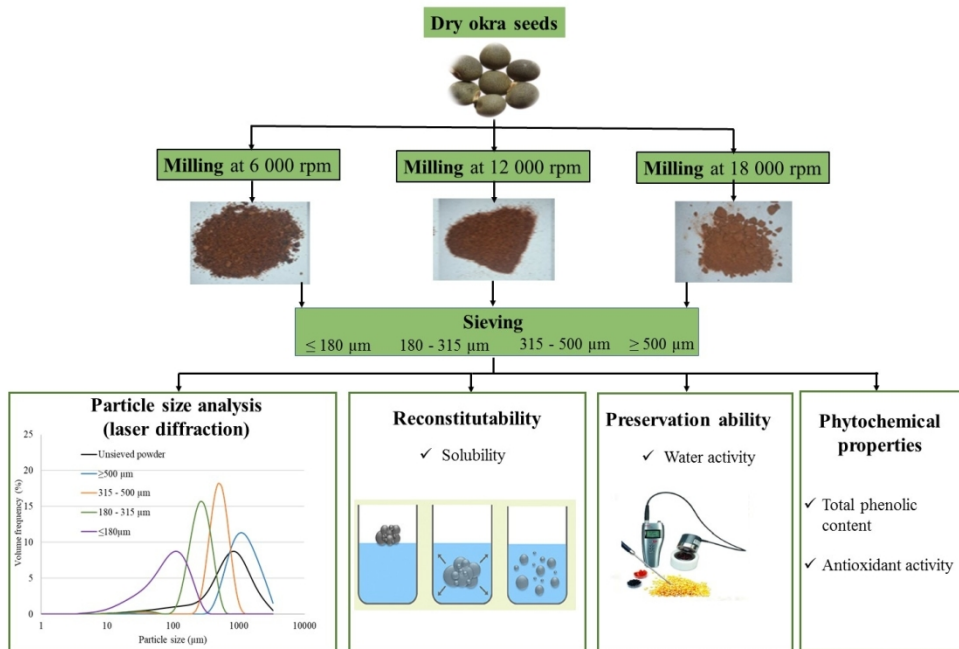 Dry okra seeds
Milling at 6 000 rpm
Milling at 12 000 rpm
Milling at 18 000 rpm
Sieving
≤ 180 µm 180 - 315 µm 315 - 500 µm ≥ 500 µm
Particle size analysis
(laser diffraction)
25
20
15
10
5
0
Volume frequency (%)
Unsieved powder
≥500 µm
315 - 500 µm
180 - 315 µm
≤180µm
1 10 100 1000 10000
Particle size (µm)
Reconstitutability
✓ Solubility
Preservation ability
✓ Water activity
Phytochemical
properties
✓ Total phenolic
content
✓ Antioxidant activity